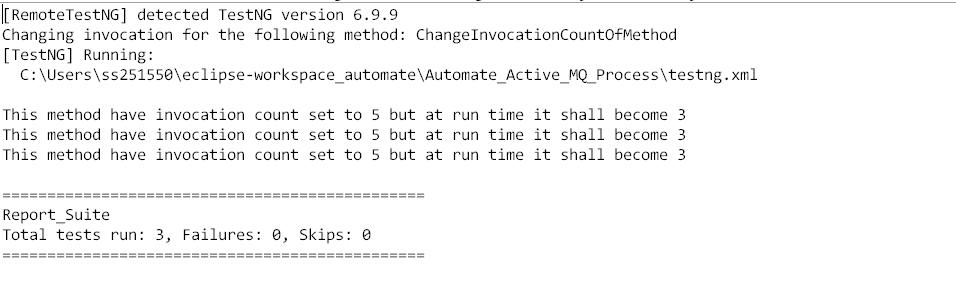 [RemoteTestNG] detected TestNG version 6.9.9
Changing invocation for the following method: ChangeInvocationCountOfMethod
[TestNG] Running:
  C:\Users\ss251550\eclipse-workspace_automate\Automate_Active_MQ_Process\testng.xml

This method have invocation count set to 5 but at run time it shall become 3
This method have invocation count set to 5 but at run time it shall become 3
This method have invocation count set to 5 but at run time it shall become 3

===============================================
Report_Suite
Total tests run: 3, Failures: 0, Skips: 0
===============================================